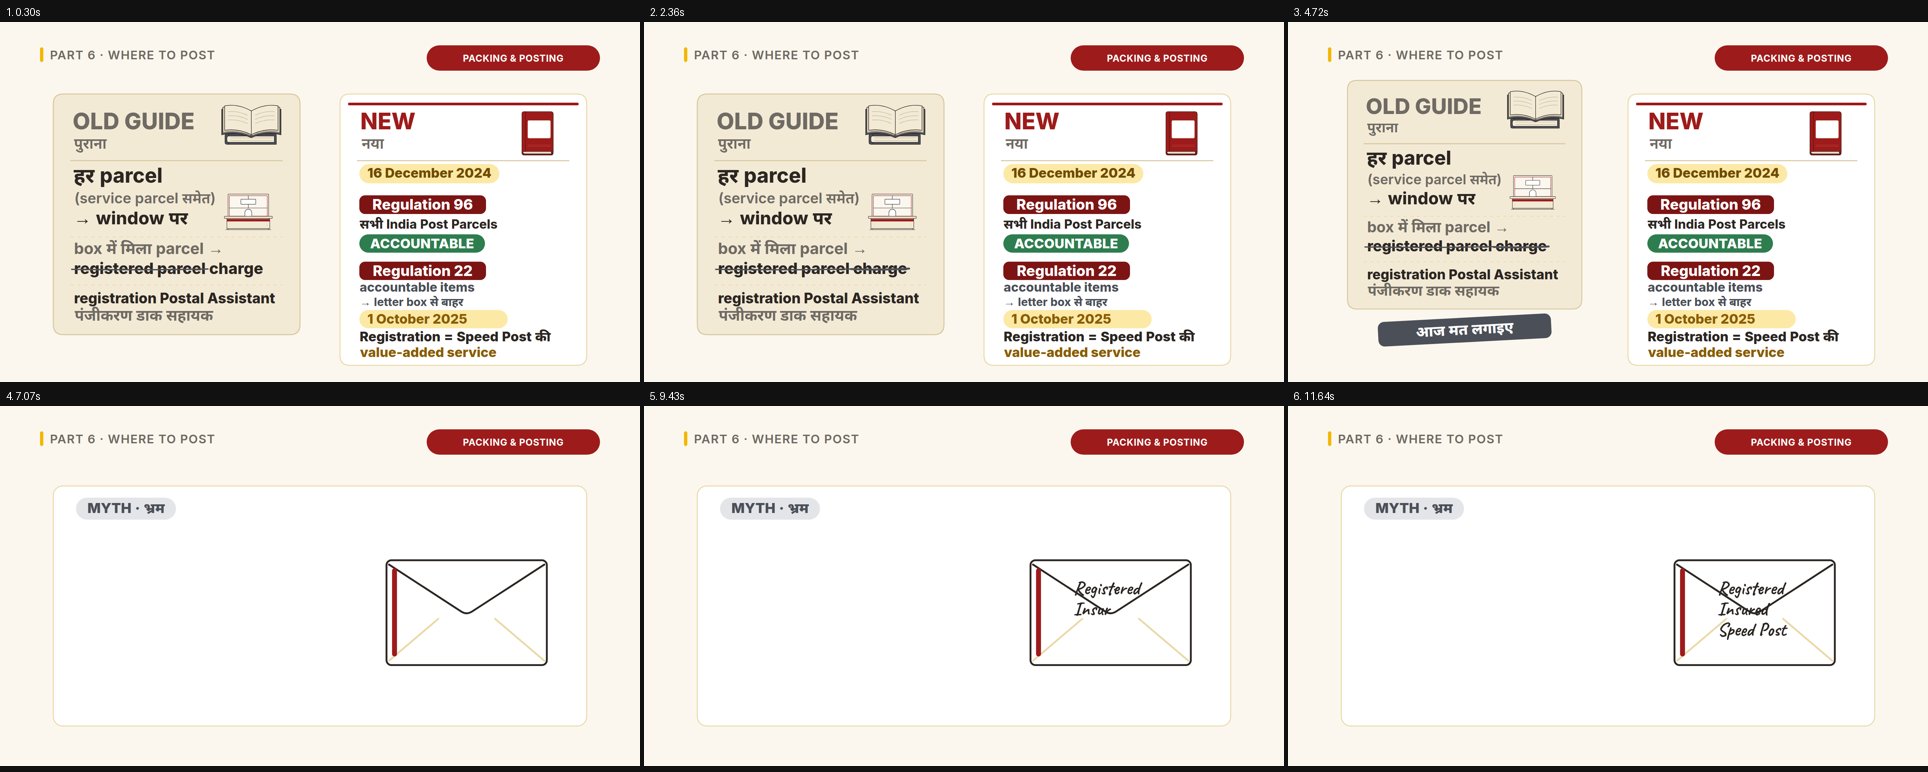 1. 0.30s
PART 6 · WHERE TO POST
PACKING & POSTING
OLD GUIDE
पुराना
हर parcel
(service parcel समेत)
→ window पर
box में मिला parcel →
registered parcel charge
registration Postal Assistant
पंजीकरण डाक सहायक
NEW
नया
16 December 2024
Regulation 96
सभी India Post Parcels
ACCOUNTABLE
Regulation 22
accountable items
→ letter box से बाहर
1 October 2025
Registration = Speed Post की
value-added service
2. 2.36s
PART 6 · WHERE TO POST
PACKING & POSTING
OLD GUIDE
पुराना
हर parcel
(service parcel समेत)
→ window पर
box में मिला parcel →
registered parcel charge
registration Postal Assistant
पंजीकरण डाक सहायक
NEW
नया
16 December 2024
Regulation 96
सभी India Post Parcels
ACCOUNTABLE
Regulation 22
accountable items
→ letter box से बाहर
1 October 2025
Registration = Speed Post की
value-added service
3. 4.72s
PART 6 · WHERE TO POST
PACKING & POSTING
OLD GUIDE
पुराना
हर parcel
(service parcel समेत)
→ window पर
box में मिला parcel →
registered parcel charge
registration Postal Assistant
पंजीकरण डाक सहायक
आज मत लगाइए
NEW
नया
16 December 2024
Regulation 96
सभी India Post Parcels
ACCOUNTABLE
Regulation 22
accountable items
→ letter box से बाहर
1 October 2025
Registration = Speed Post की
value-added service
4. 7.07s
PART 6 · WHERE TO POST
PACKING & POSTING
MYTH · भ्रम
5. 9.43s
PART 6 · WHERE TO POST
PACKING & POSTING
MYTH · भ्रम
Registered
Insur
6. 11.64s
PART 6 · WHERE TO POST
PACKING & POSTING
MYTH · भ्रम
Registered
Insured
Speed Post